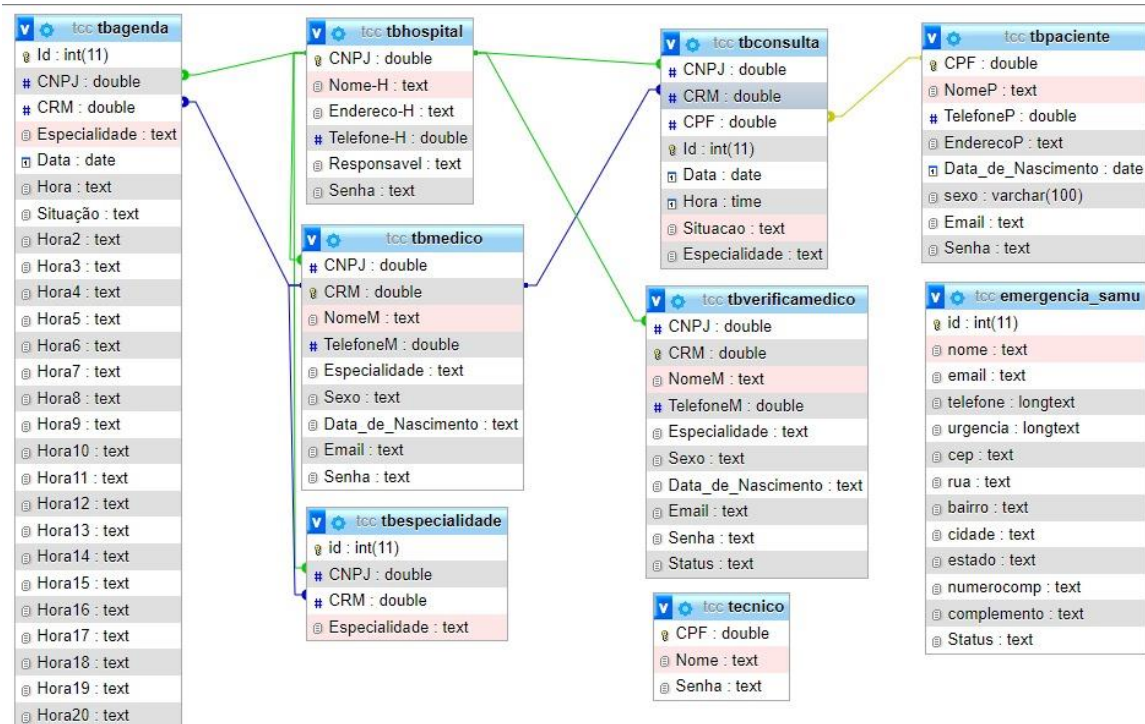 tcc tbagenda
Id : int(11)
# CNPJ : double
# CRM : double
Especialidade : text
Data : date
Hora : text
Situação : text
Hora2 : text
Hora3 : text
Hora4 : text
Hora5 : text
Hora6 : text
Hora7 : text
Hora8 : text
Hora9 : text
Hora10 : text
Hora11 : text
Hora12 : text
Hora13 : text
Hora14 : text
Hora15 : text
Hora16 : text
Hora17 : text
Hora18 : text
Hora19 : text
Hora20 : text
tcc tbhospital
CNPJ : double
Nome-H : text
Endereco-H : text
# Telefone-H : double
Responsavel : text
Senha : text
tcc tbmedico
# CNPJ : double
CRM : double
NomeM : text
# TelefoneM : double
Especialidade : text
Sexo : text
Data_de_Nascimento : text
Email : text
Senha : text
tcc tbespecialidade
id : int(11)
# CNPJ : double
# CRM : double
Especialidade : text
tcc tbconsulta
# CNPJ : double
# CRM : double
# CPF : double
Id : int(11)
Data : date
Hora : time
Situacao : text
Especialidade : text
tcc tbverificamedico
# CNPJ : double
CRM : double
NomeM : text
# TelefoneM : double
Especialidade : text
Sexo : text
Data_de_Nascimento : text
Email : text
Senha : text
Status : text
tcc tecnico
CPF : double
Nome : text
Senha : text
tcc tbpaciente
CPF : double
NomeP : text
# TelefoneP : double
EnderecoP : text
Data_de_Nascimento : date
sexo : varchar(100)
Email : text
Senha : text
tcc emergencia_samu
id : int(11)
nome : text
email : text
telefone : longtext
urgencia : longtext
cep : text
rua : text
bairro : text
cidade : text
estado : text
numerocomp : text
complemento : text
Status : text